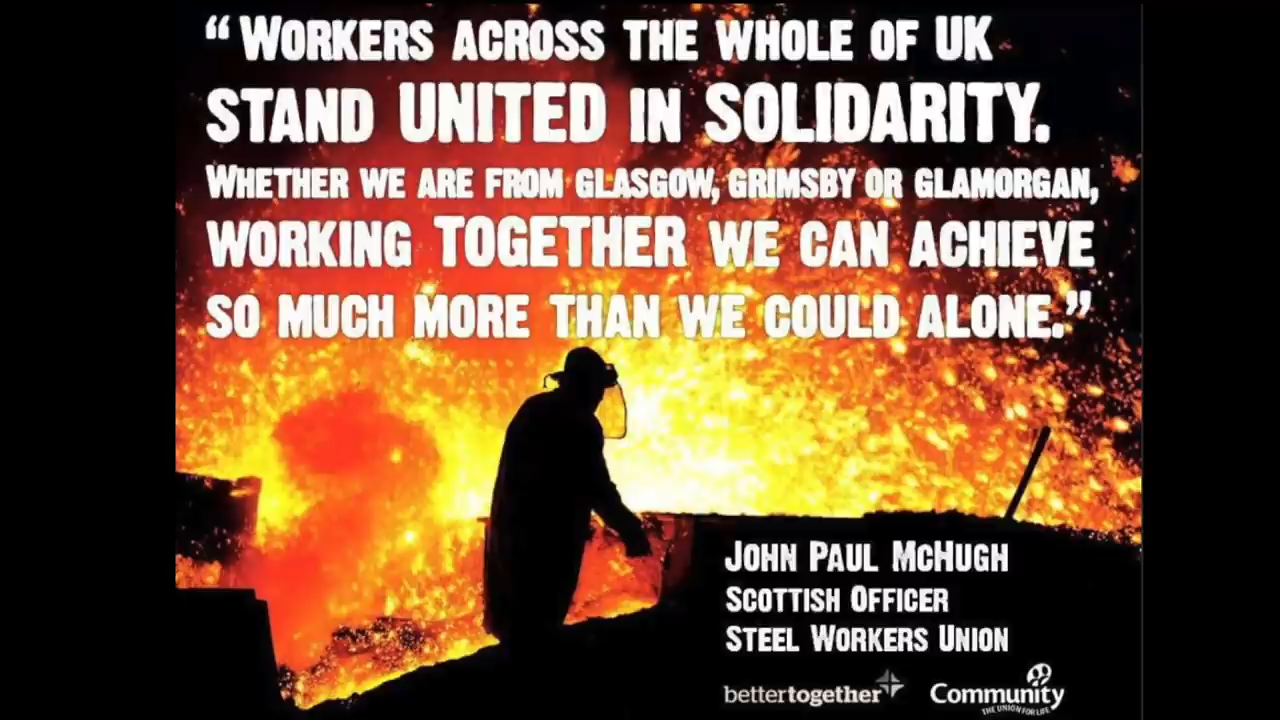 “WORKERS ACROSS THE WHOLE OF UK
STAND UNITED IN SOLIDARITY.
WHETHER WE ARE FROM GLASGOW, GRIMSBY OR GLAMORGAN,
WORKING TOGETHER WE CAN ACHIEVE
SO MUCH MORE THAN WE COULD ALONE.”
JOHN PAUL MCHUGH
SCOTTISH OFFICER
STEEL WORKERS UNION
bettertogether
Community
THE UNION FOR LIFE